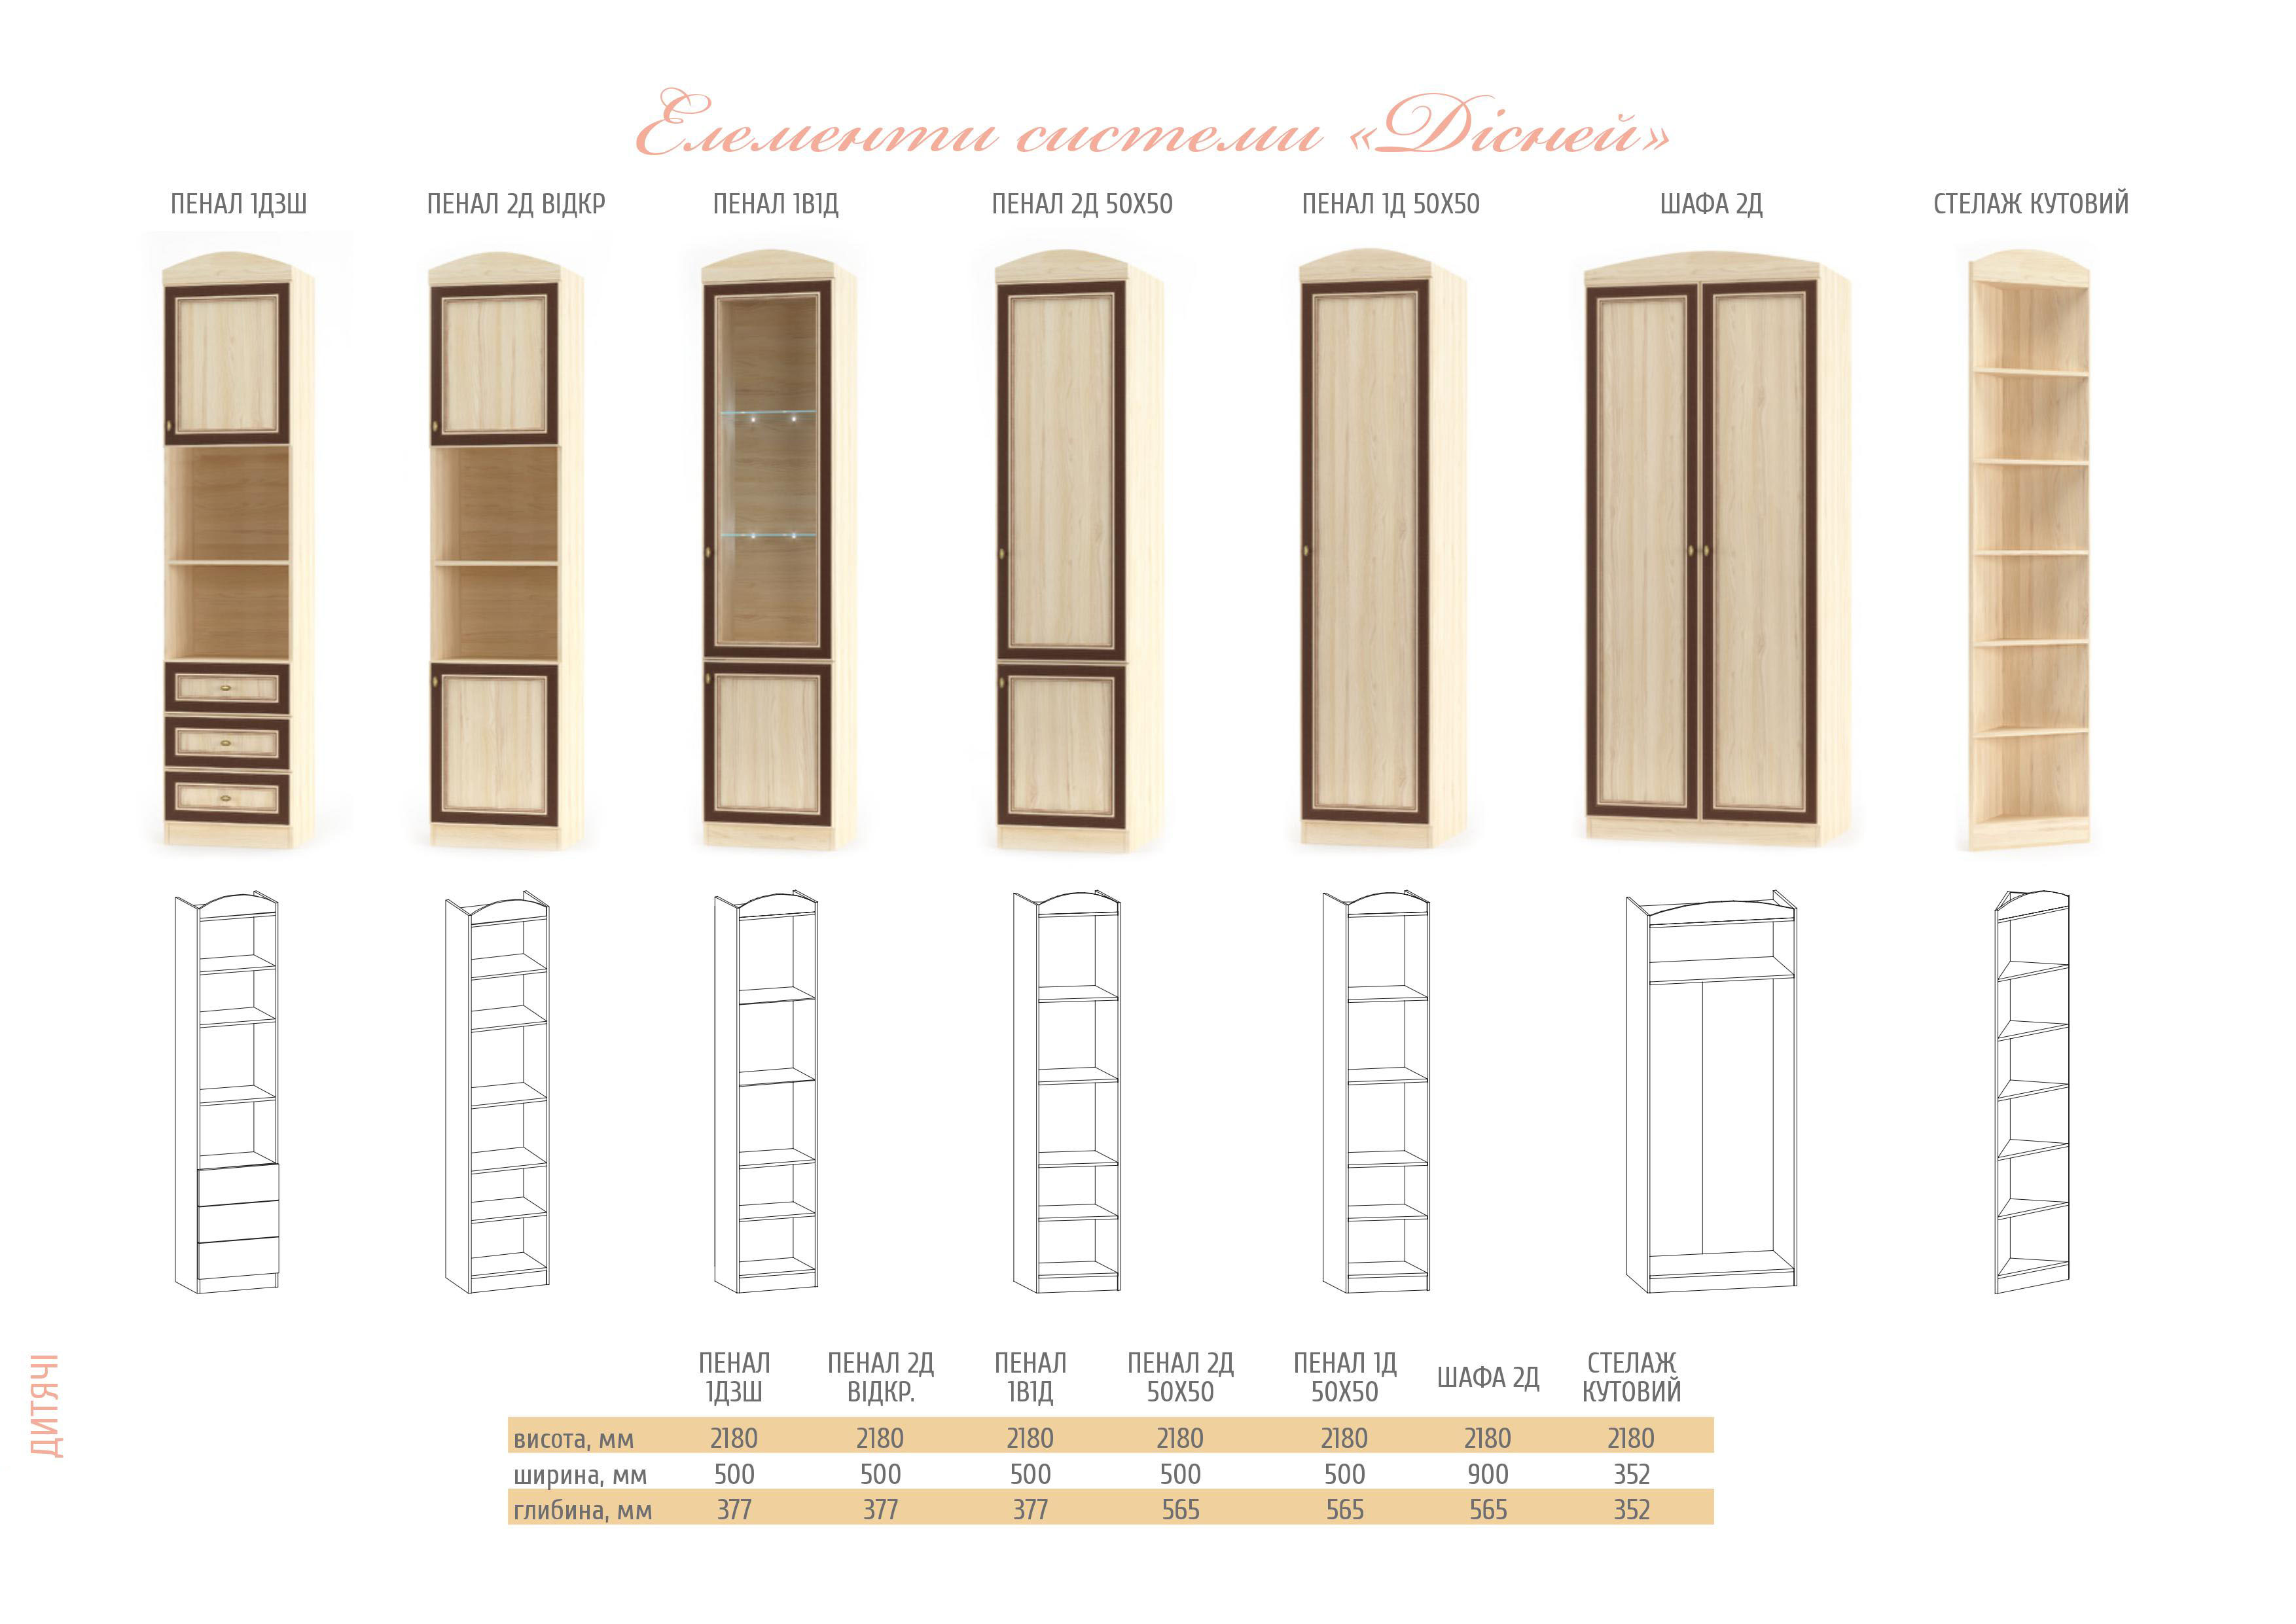 Елементи системи «Дісней»
ПЕНАЛ 1Д3Ш ПЕНАЛ 2Д ВІДКР ПЕНАЛ 1В1Д ПЕНАЛ 2Д 50Х50 ПЕНАЛ 1Д 50Х50 ШАФА 2Д СТЕЛАЖ КУТОВИЙ
ДИТЯЧІ
ПЕНАЛ ПЕНАЛ 2Д ПЕНАЛ ПЕНАЛ 2Д ПЕНАЛ 1Д ШАФА 2Д СТЕЛАЖ
1Д3Ш ВІДКР. 1В1Д 50Х50 50Х50 КУТОВИЙ
висота, мм 2180 2180 2180 2180 2180 2180 2180
ширина, мм 500 500 500 500 500 900 352
глибина, мм 377 377 377 565 565 565 352